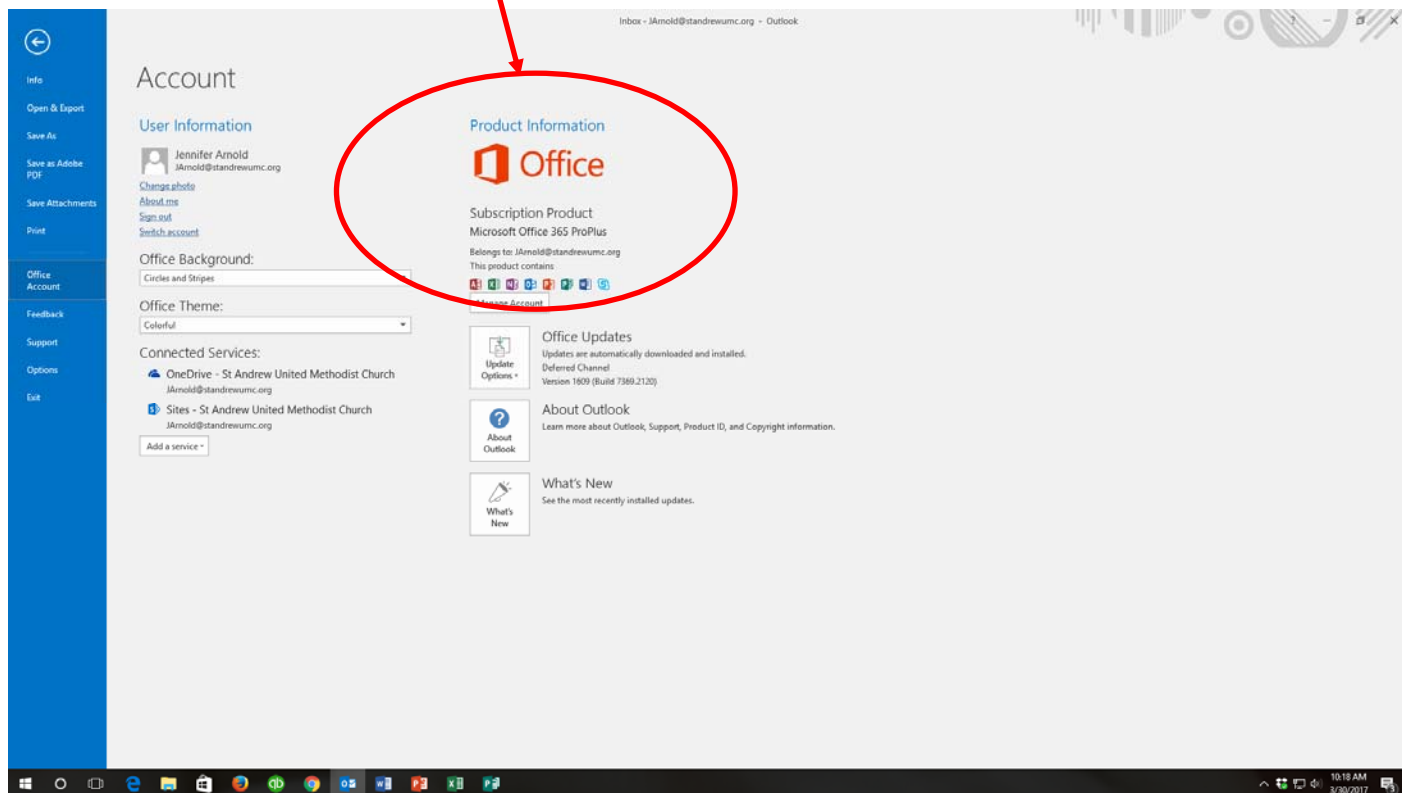 Inbox - JArnold@standrewumc.org - Outlook
?
Info
Open & Export
Save As
Save as Adobe
PDF
Save Attachments
Print
Office
Account
Feedback
Support
Options
Exit
Account
User Information
Jennifer Arnold
JArnold@standrewumc.org
Change photo
About me
Sign out
Switch account
Office Background:
Circles and Stripes
Office Theme:
Colorful
Connected Services:
OneDrive - St Andrew United Methodist Church
JArnold@standrewumc.org
Sites - St Andrew United Methodist Church
JArnold@standrewumc.org
Add a service
Product Information
Office
Subscription Product
Microsoft Office 365 ProPlus
Belongs to: JArnold@standrewumc.org
This product contains
Manage Account
Update
Options
Office Updates
Updates are automatically downloaded and installed.
Deferred Channel
Version 1609 (Build 7369.2120)
About
Outlook
About Outlook
Learn more about Outlook, Support, Product ID, and Copyright information.
What's
New
What's New
See the most recently installed updates.
10:18 AM
3/30/2017